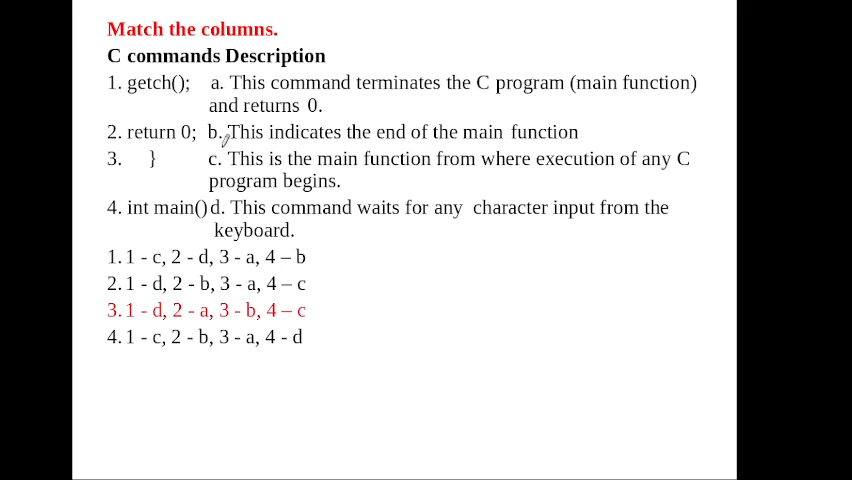 Match the columns.
C commands Description
1. getch(); a. This command terminates the C program (main function)
and returns 0.
2. return 0; b. This indicates the end of the main function
3. } c. This is the main function from where execution of any C
program begins.
4. int main() d. This command waits for any character input from the
keyboard.
1. 1 - c, 2 - d, 3 - a, 4 – b
2. 1 - d, 2 - b, 3 - a, 4 – c
3. 1 - d, 2 - a, 3 - b, 4 – c
4. 1 - c, 2 - b, 3 - a, 4 - d